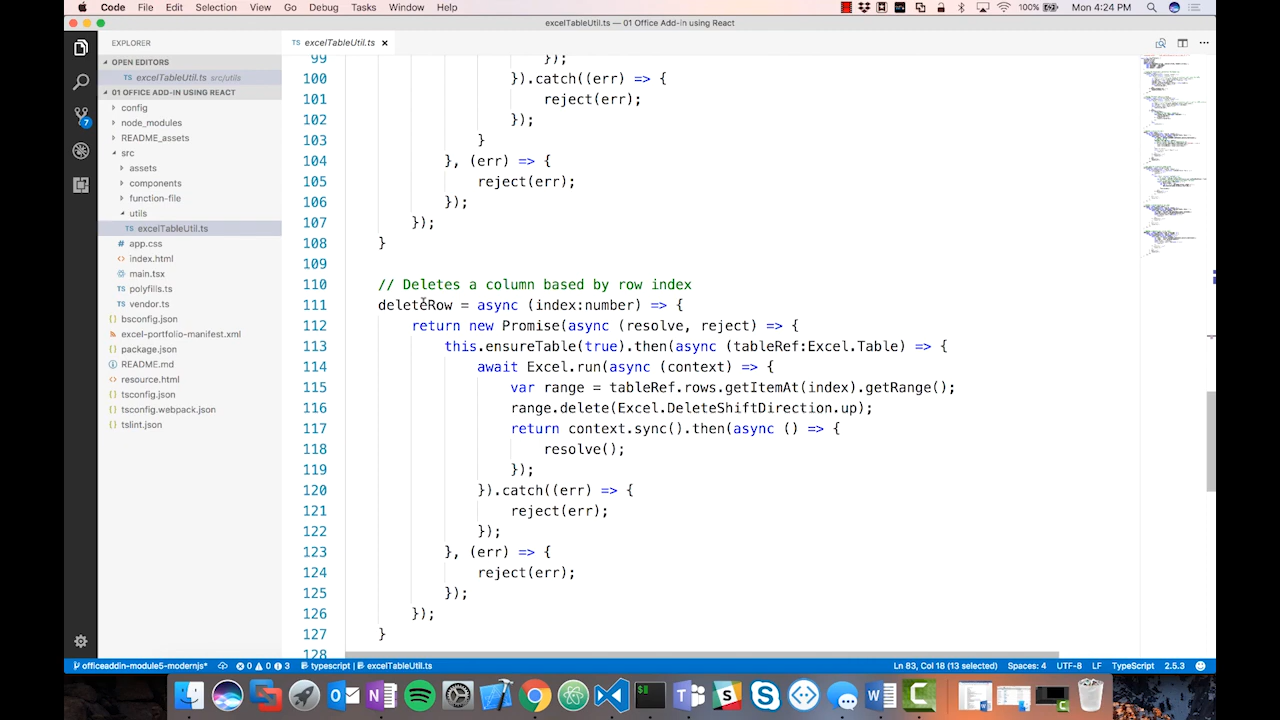 Code File Edit Selection View Go Debug Tasks Window Help 100% Mon 4:24 PM
excelTableUtil.ts — 01 Office Add-in using React
EXPLORER
OPEN EDITORS
TS excelTableUtil.ts src/utils
01 OFFICE ADD-IN USING REACT
config
node_modules
README_assets
src
assets
components
function-file
utils
TS excelTableUtil.ts
# app.css
<> index.html
main.tsx
TS polyfills.ts
TS vendor.ts
bsconfig.json
excel-portfolio-manifest.xml
package.json
README.md
resource.html
tsconfig.json
tsconfig.webpack.json
tslint.json
7
TS excelTableUtil.ts ×
99 });
100 }).catch((err) => {
101 reject(err);
102 });
103 }
104 }, (err) => {
105 reject(err);
106 });
107 });
108 }
109
110 // Deletes a column based by row index
111 deleteRow = async (index:number) => {
112 return new Promise(async (resolve, reject) => {
113 this.ensureTable(true).then(async (tableRef:Excel.Table) => {
114 await Excel.run(async (context) => {
115 var range = tableRef.rows.getItemAt(index).getRange();
116 range.delete(Excel.DeleteShiftDirection.up);
117 return context.sync().then(async () => {
118 resolve();
119 });
120 }).catch((err) => {
121 reject(err);
122 });
123 }, (err) => {
124 reject(err);
125 });
126 });
127 }
128
officeaddin-module5-modernjs* 0 0 3 typescript | excelTableUtil.ts Ln 83, Col 18 (13 selected) Spaces: 4 UTF-8 LF TypeScript 2.5.3